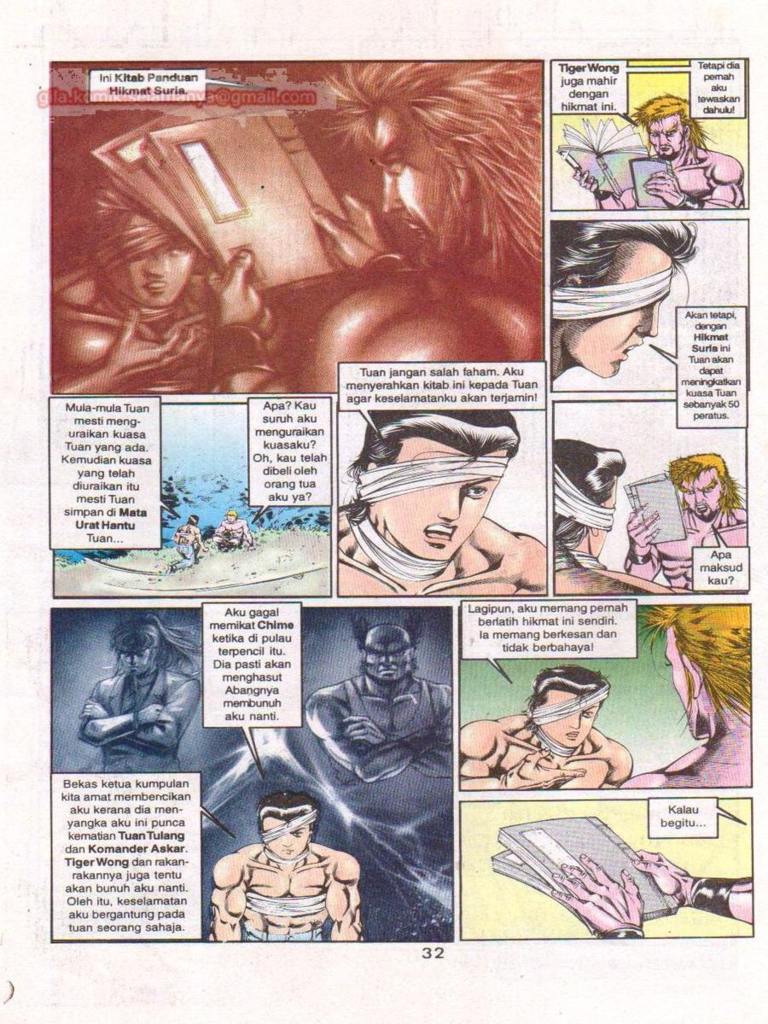 Ini Kitab Panduan
Hikmat Suria.
gila.komik
@gmail.com
Tiger Wong
juga mahir
dengan
hikmat ini.
Tetapi dia
pernah
aku
tewaskan
dahulu!
Akan tetapi,
dengan
Hikmat
Suria ini
Tuan akan
dapat
meningkatkan
kuasa Tuan
sebanyak 50
peratus.
Mula-mula Tuan
mesti meng-
uraikan kuasa
Tuan yang ada.
Kemudian kuasa
yang telah
diuraikan itu
mesti Tuan
simpan di Mata
Urat Hantu
Tuan...
Apa? Kau
suruh aku
menguraikan
kuasaku?
Oh, kau telah
dibeli oleh
orang tua
aku ya?
Tuan jangan salah faham. Aku
menyerahkan kitab ini kepada Tuan
agar keselamatanku akan terjamin!
Apa
maksud
kau?
Aku gagal
memikat Chime
ketika di pulau
terpencil itu.
Dia pasti akan
menghasut
Abangnya
membunuh
aku nanti.
Bekas ketua kumpulan
kita amat membencikan
aku kerana dia men-
yangka aku ini punca
kematian Tuan Tulang
dan Komander Askar.
Tiger Wong dan rakan-
rakannya juga tentu
akan bunuh aku nanti.
Oleh itu, keselamatan
aku bergantung pada
tuan seorang sahaja.
Lagipun, aku memang pernah
berlatih hikmat ini sendiri.
Ia memang berkesan dan
tidak berbahaya!
Kalau
begitu...
32